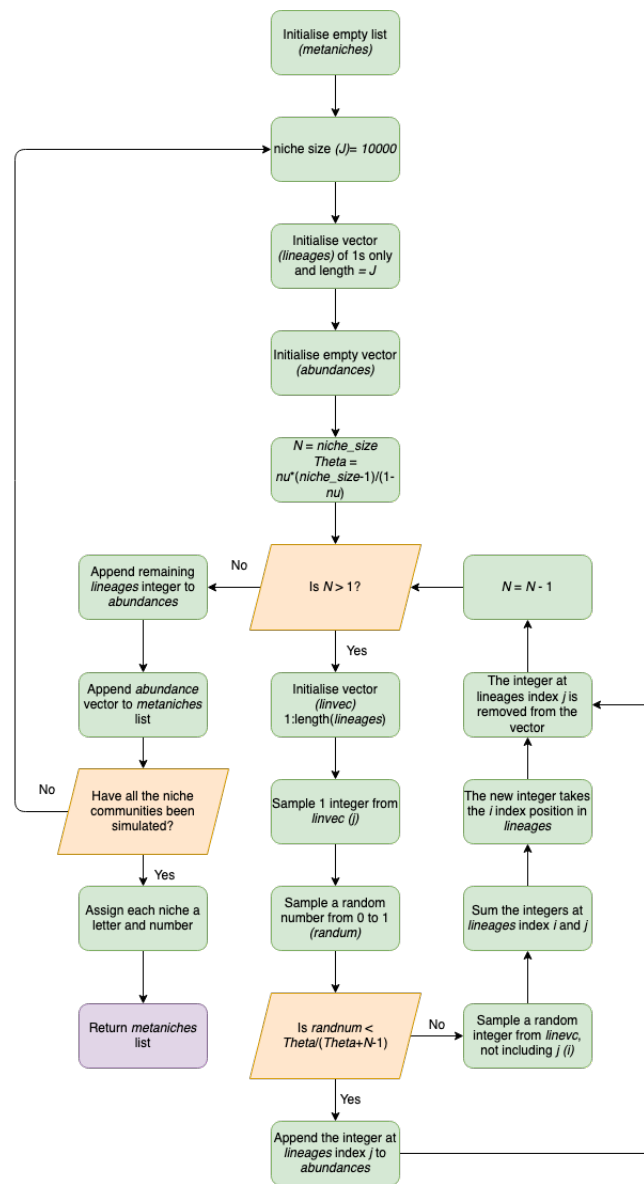 Initialise empty list
(metaniches)
niche size (J)= 10000
Initialise vector
(lineages) of 1s only
and length = J
Initialise empty vector
(abundances)
N = niche_size
Theta =
nu*(niche_size-1)/(1-
nu)
Is N > 1?
No
Append remaining
lineages integer to
abundances
Append abundance
vector to metaniches
list
Have all the niche
communities been
simulated?
No
Yes
Assign each niche a
letter and number
Return metaniches
list
Yes
Initialise vector
(linvec)
1:length(lineages)
Sample 1 integer from
linvec (j)
Sample a random
number from 0 to 1
(randum)
Is randnum <
Theta/(Theta+N-1)
No
Yes
Append the integer at
lineages index j to
abundances
Sample a random
integer from linevc,
not including j (i)
Sum the integers at
lineages index i and j
The new integer takes
the i index position in
lineages
The integer at
lineages index j is
removed from the
vector
N = N - 1